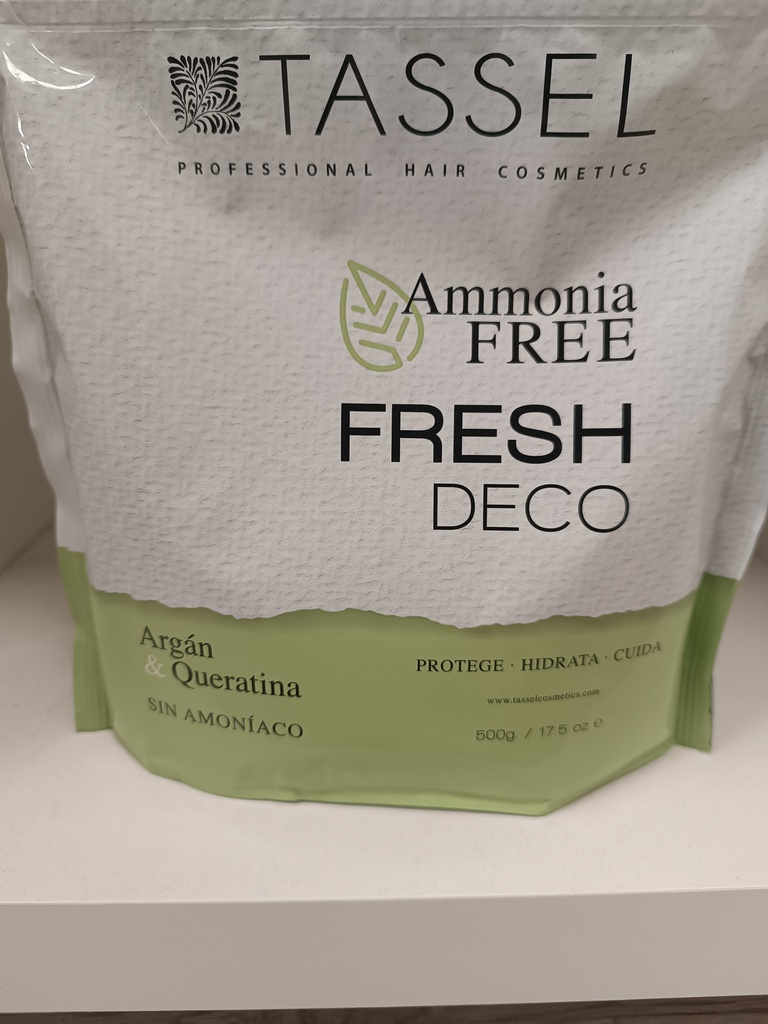 TASSEL
PROFESSIONAL HAIR COSMETICS
Ammonia
FREE
FRESH
DECO
Argán
& Queratina
SIN AMONÍACO
PROTEGE · HIDRATA · CUIDA
www.tasselcosmetics.com
500g. / 17.5 oz ℮